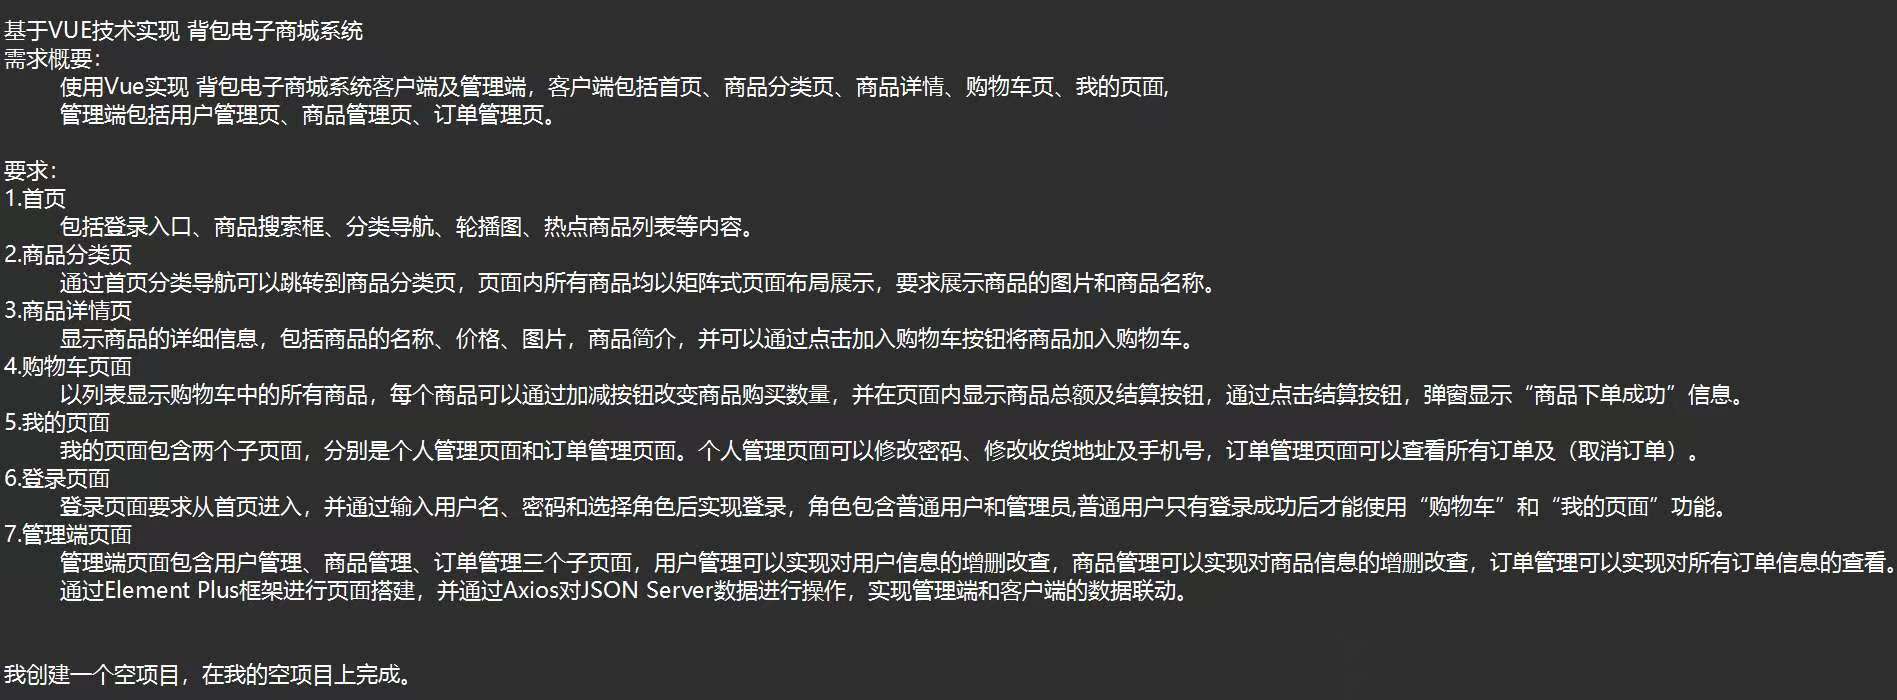 基于VUE技术实现 背包电子商城系统
需求概要：
使用Vue实现 背包电子商城系统客户端及管理端，客户端包括首页、商品分类页、商品详情、购物车页、我的页面,
管理端包括用户管理页、商品管理页、订单管理页。
要求：
1.首页
包括登录入口、商品搜索框、分类导航、轮播图、热点商品列表等内容。
2.商品分类页
通过首页分类导航可以跳转到商品分类页，页面内所有商品均以矩阵式页面布局展示，要求展示商品的图片和商品名称。
3.商品详情页
显示商品的详细信息，包括商品的名称、价格、图片，商品简介，并可以通过点击加入购物车按钮将商品加入购物车。
4.购物车页面
以列表显示购物车中的所有商品，每个商品可以通过加减按钮改变商品购买数量，并在页面内显示商品总额及结算按钮，通过点击结算按钮，弹窗显示“商品下单成功”信息。
5.我的页面
我的页面包含两个子页面，分别是个人管理页面和订单管理页面。个人管理页面可以修改密码、修改收货地址及手机号，订单管理页面可以查看所有订单及（取消订单）。
6.登录页面
登录页面要求从首页进入，并通过输入用户名、密码和选择角色后实现登录，角色包含普通用户和管理员,普通用户只有登录成功后才能使用“购物车”和“我的页面”功能。
7.管理端页面
管理端页面包含用户管理、商品管理、订单管理三个子页面，用户管理可以实现对用户信息的增删改查，商品管理可以实现对商品信息的增删改查，订单管理可以实现对所有订单信息的查看。
通过Element Plus框架进行页面搭建，并通过Axios对JSON Server数据进行操作，实现管理端和客户端的数据联动。
我创建一个空项目，在我的空项目上完成。